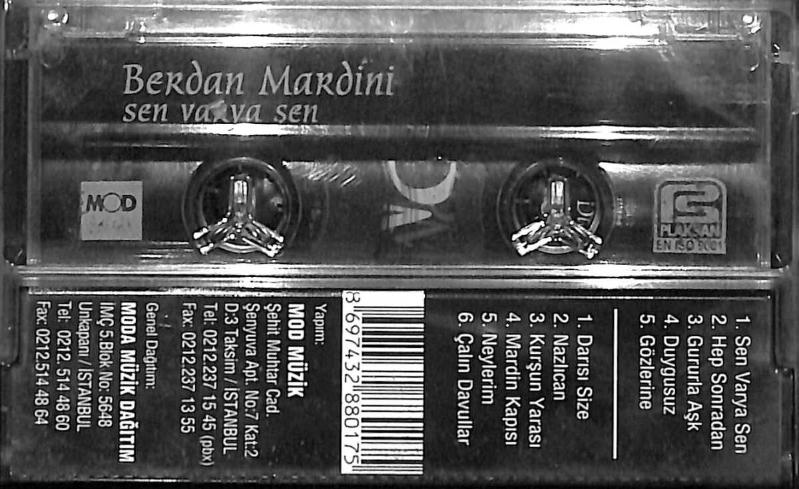 Berdan Mardini
sen varya sen
MOD
PLAKSAN
EN ISO 9001
1. Sen Varya Sen
2. Hep Sonradan
3. Gururla Aşk
4. Duygusuz
5. Gözlerine
1. Darısı Size
2. Nazlıcan
3. Kurşun Yarası
4. Mardin Kapısı
5. Neylerim
6. Çalın Davullar
8 697432 880175
Yapım:
MOD MÜZİK
Şehit Muhtar Cad.
Şenyuva Apt. No:7 Kat:2
D:3 Taksim / İSTANBUL
Tel: 0212.237 15 45 (pbx)
Fax: 0212.237 13 55
Genel Dağıtım:
MODA MÜZİK DAĞITIM
İMÇ 5.Blok No: 5648
Unkapanı / İSTANBUL
Tel: 0212. 514 48 60
Fax: 0212.514 48 64